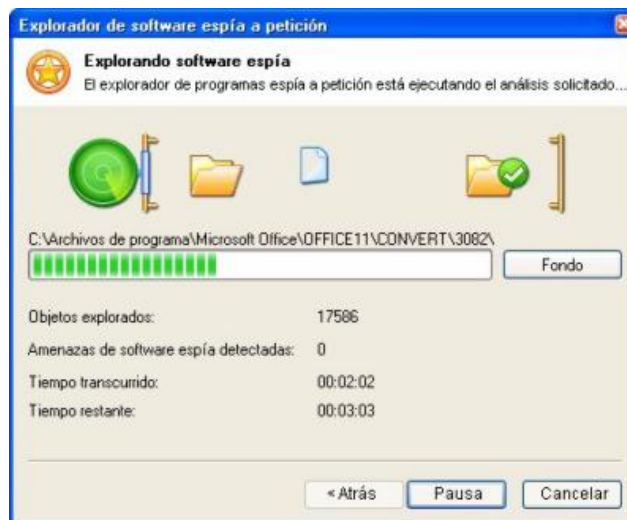 Explorador de software espía a petición
Explorando software espía
El explorador de programas espía a petición está ejecutando el análisis solicitado...
C:\Archivos de programa\Microsoft Office\OFFICE11\CONVERT\3082\
Fondo
Objetos explorados: 17586
Amenazas de software espía detectadas: 0
Tiempo transcurrido: 00:02:02
Tiempo restante: 00:03:03
< Atrás Pausa Cancelar